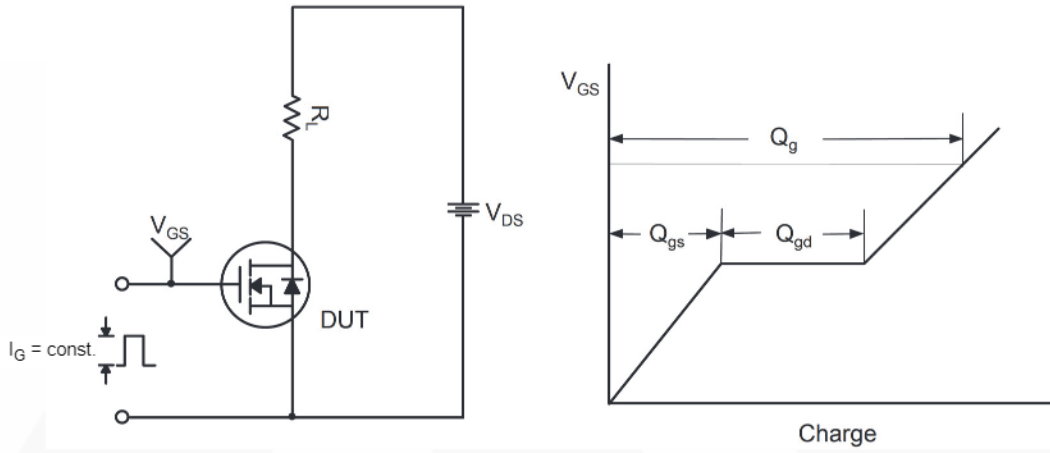 R_L
V_GS
V_DS
DUT
I_G = const.
V_GS
Q_g
Q_gs
Q_gd
Charge